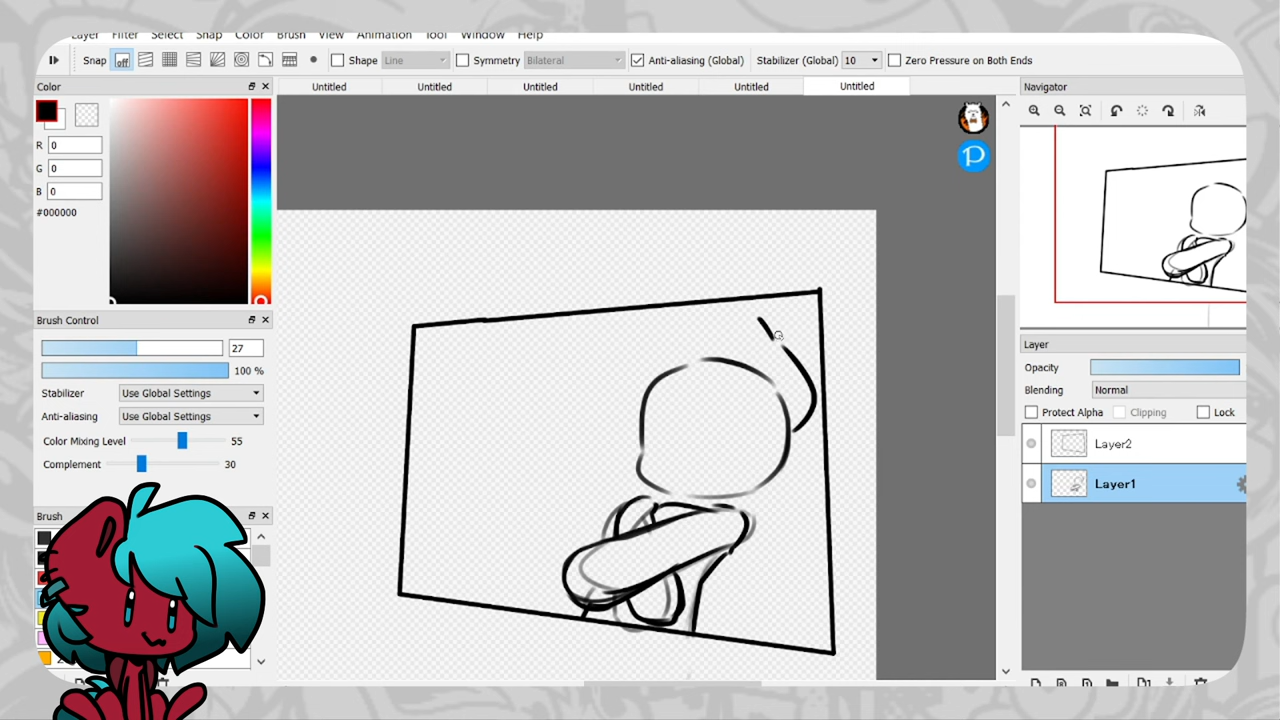 Layer Filter Select Snap Color Brush View Animation Tool Window Help
Snap off Shape Line Symmetry Bilateral Anti-aliasing (Global) Stabilizer (Global) 10 Zero Pressure on Both Ends
Color
Untitled Untitled Untitled Untitled Untitled Untitled
Navigator
R 0
G 0
B 0
#000000
Brush Control
27
100 %
Stabilizer Use Global Settings
Anti-aliasing Use Global Settings
Color Mixing Level 55
Complement 30
Brush
Layer
Opacity
Blending Normal
Protect Alpha Clipping Lock
Layer2
Layer1